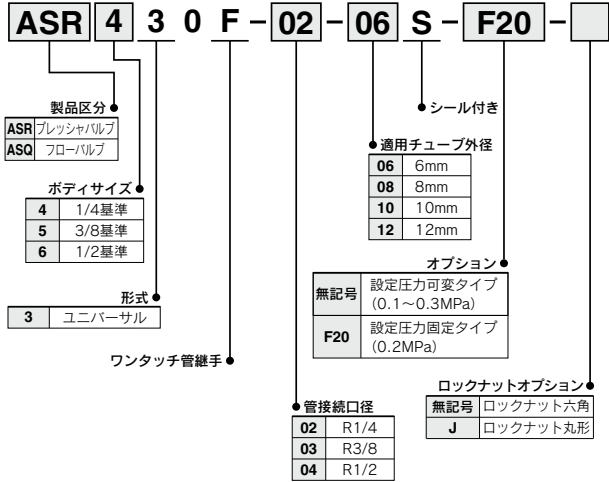 ASR 4 3 0 F - 02 - 06 S - F20 -
製品区分
ASR プレッシャバルブ
ASQ フローバルブ
ボディサイズ
4 1/4基準
5 3/8基準
6 1/2基準
形式
3 ユニバーサル
ワンタッチ管継手
管接続口径
02 R1/4
03 R3/8
04 R1/2
シール付き
適用チューブ外径
06 6mm
08 8mm
10 10mm
12 12mm
オプション
無記号 設定圧力可変タイプ
(0.1〜0.3MPa)
F20 設定圧力固定タイプ
(0.2MPa)
ロックナットオプション
無記号 ロックナット六角
J ロックナット丸形